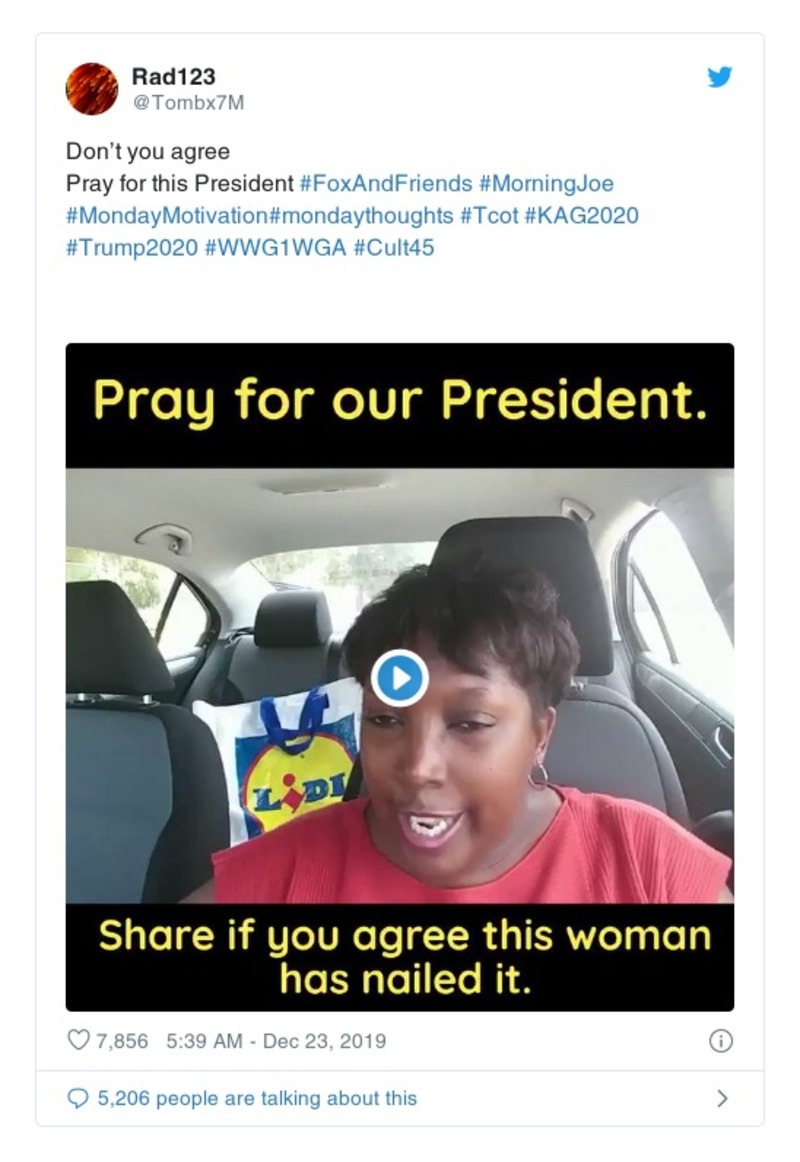 Rad123
@Tombx7M
Don't you agree
Pray for this President #FoxAndFriends #MorningJoe
#MondayMotivation#mondaythoughts #Tcot #KAG2020
#Trump2020 #WWG1WGA #Cult45
Pray for our President.
LIDL
Share if you agree this woman
has nailed it.
7,856 5:39 AM - Dec 23, 2019
5,206 people are talking about this